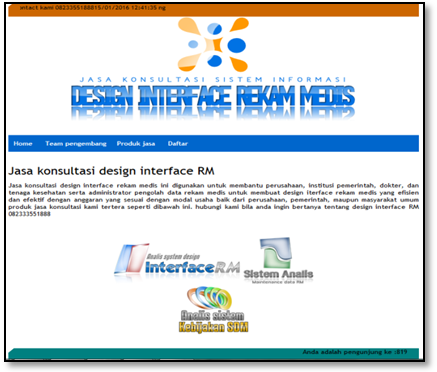 ntact kami 0823355188815/01/2016 12:41:35 ng
JASA KONSULTASI SISTEM INFORMASI
DESIGN INTERFACE REKAM MEDIS
Home Team pengembang Produk jasa Daftar
Jasa konsultasi design interface RM
Jasa konsultasi design interface rekam medis ini digunakan untuk membantu perusahaan, institusi pemerintah, dokter, dan
tenaga kesehatan serta administrator pengolah data rekam medis untuk membuat design iterface rekam medis yang efisien
dan efektif dengan anggaran yang sesuai dengan modal usaha baik dari perusahaan, pemerintah, maupun masyarakat umum
produk jasa konsultasi kami tertera seperti dibawah ini. hubungi kami bila anda ingin bertanya tentang design interface RM
082333551888
Analis system design
Interface RM
Sistem Analis
Maintenance data RM
Analis sistem
Kebijakan SDM
Anda adalah pengunjung ke :819